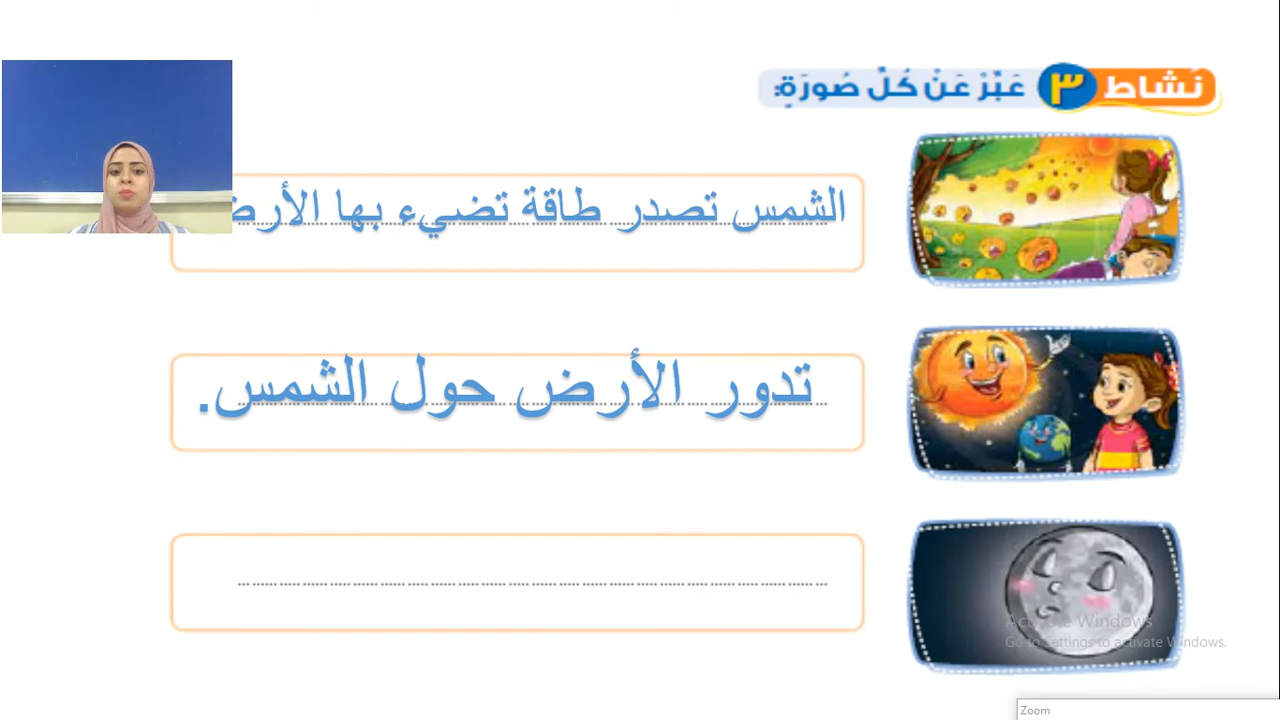 نشاط ٣ عَبِّرْ عَنْ كُلِّ صُورَةٍ:
الشمس تصدر طاقة تضيء بها
تدور الأرض حول الشمس.
Activate Windows
Go to Settings to activate Windows.
Zoom